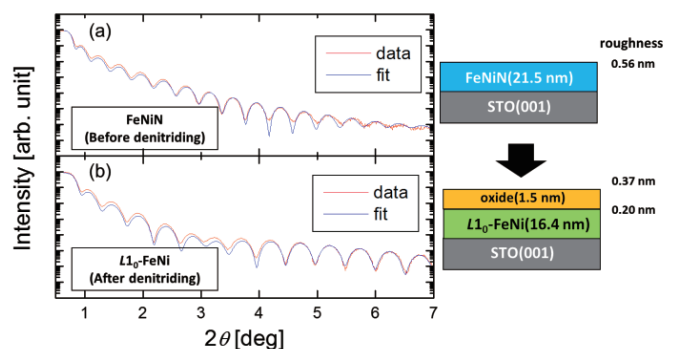 (a)
data
fit
FeNiN
(Before denitriding)
(b)
data
fit
L1₀-FeNi
(After denitriding)
Intensity [arb. unit]
1 2 3 4 5 6 7
2θ [deg]
roughness
0.56 nm
FeNiN(21.5 nm)
STO(001)
0.37 nm
oxide(1.5 nm)
0.20 nm
L1₀-FeNi(16.4 nm)
STO(001)